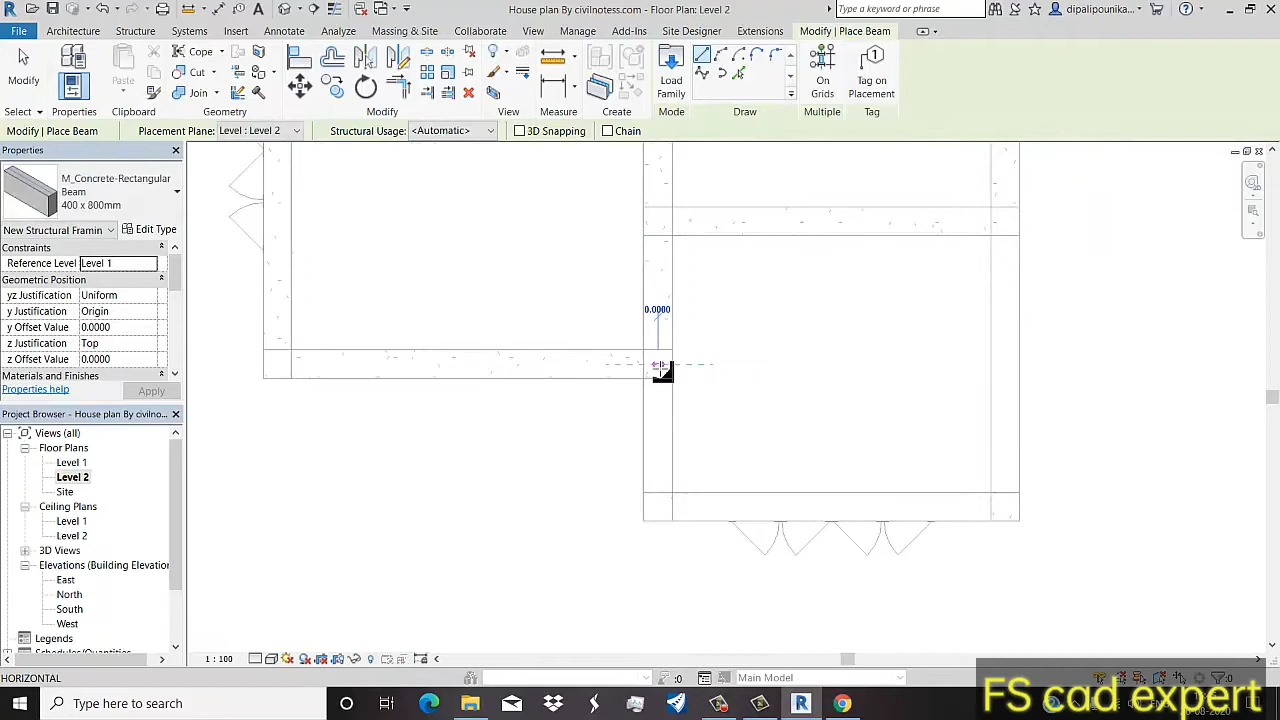 House plan By civilnotess.com - Floor Plan: Level 2
Type a keyword or phrase
dipalipounika...
File
Architecture
Structure
Systems
Insert
Annotate
Analyze
Massing & Site
Collaborate
View
Manage
Add-Ins
Site Designer
Extensions
Modify | Place Beam
Modify
Properties
Paste
Cope
Cut
Join
Load
Family
On
Grids
Tag on
Placement
Select
Properties
Clipboard
Geometry
Modify
View
Measure
Create
Mode
Draw
Multiple
Tag
Modify | Place Beam
Placement Plane: Level : Level 2
Structural Usage: <Automatic>
3D Snapping
Chain
Properties
M_Concrete-Rectangular
Beam
400 x 800mm
New Structural Framin
Edit Type
Constraints
Reference Level Level 1
Geometric Position
yz Justification Uniform
y Justification Origin
y Offset Value 0.0000
z Justification Top
z Offset Value 0.0000
Materials and Finishes
Properties help
Apply
Project Browser - House plan By civilno...
Views (all)
Floor Plans
Level 1
Level 2
Site
Ceiling Plans
Level 1
Level 2
3D Views
Elevations (Building Elevation
East
North
South
West
Legends
0.0000
1 : 100
HORIZONTAL
:0
Main Model
:0
FS cad expert
Type here to search